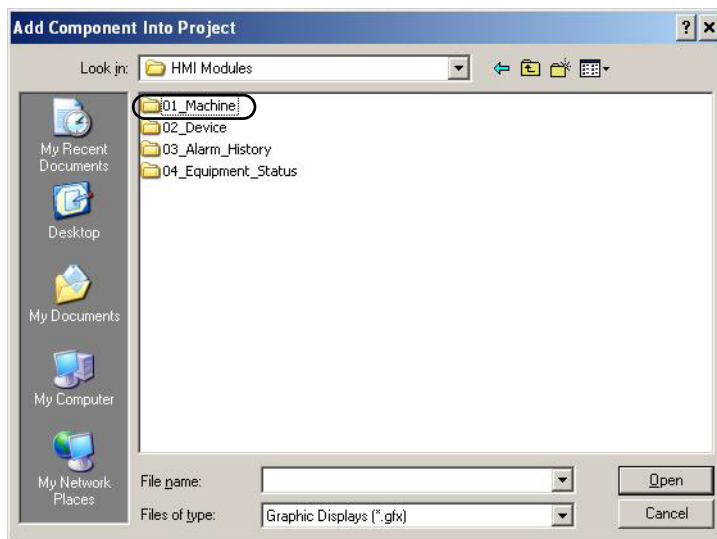 Add Component Into Project
Look in:
HMI Modules
My Recent
Documents
Desktop
My Documents
My Computer
My Network
Places
01_Machine
02_Device
03_Alarm_History
04_Equipment_Status
File name:
Open
Files of type:
Graphic Displays (*.gfx)
Cancel